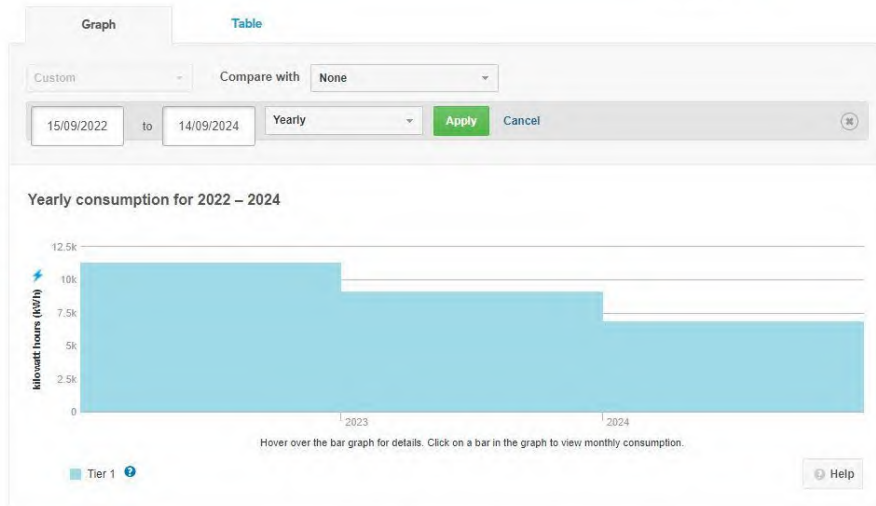 Graph
Table
Custom
Compare with
None
15/09/2022
to
14/09/2024
Yearly
Apply
Cancel
Yearly consumption for 2022 – 2024
12.5k
10k
7.5k
5k
2.5k
0
kilowatt hours (kWh)
2023
2024
Hover over the bar graph for details. Click on a bar in the graph to view monthly consumption.
Tier 1 ?
? Help